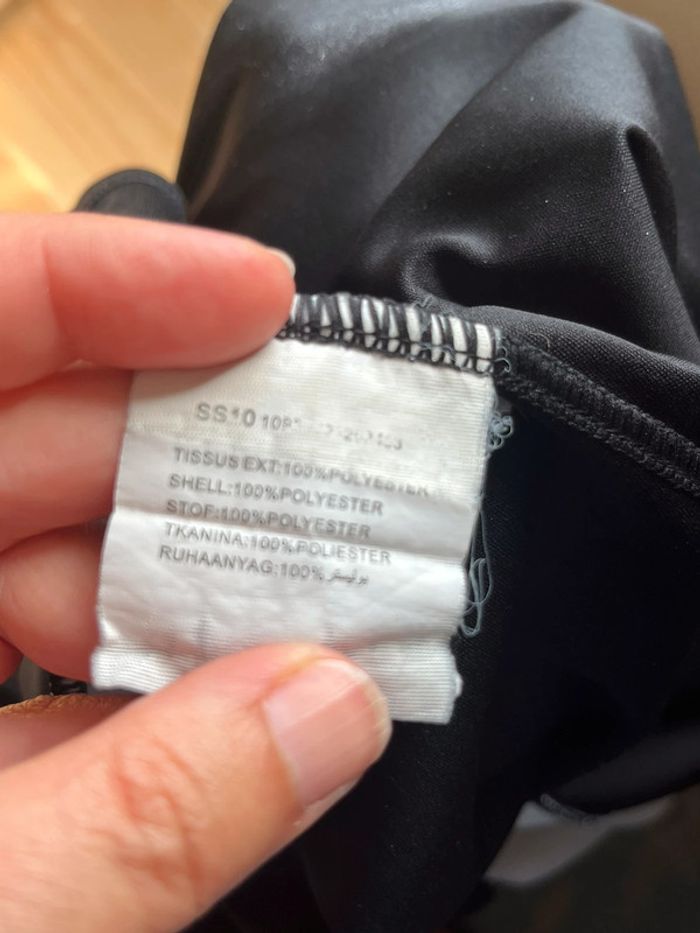 SS10
TISSUS EXT:100%POLYESTER
SHELL:100%POLYESTER
STOF:100%POLYESTER
TKANINA:100%POLIESTER
RUHAANYAG:100% بوليستر